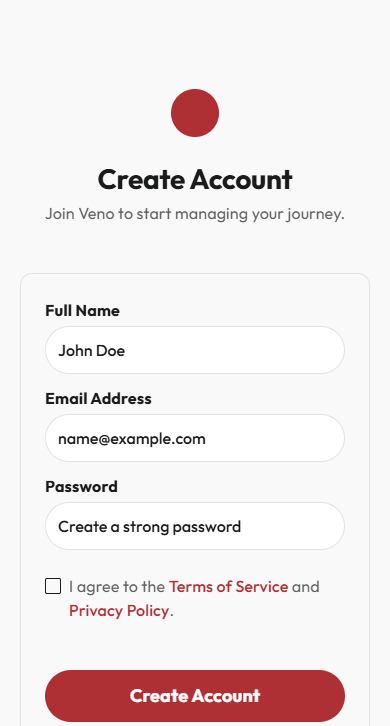 Create Account
Join Veno to start managing your journey.
Full Name
John Doe
Email Address
name@example.com
Password
Create a strong password
I agree to the Terms of Service and
Privacy Policy.
Create Account